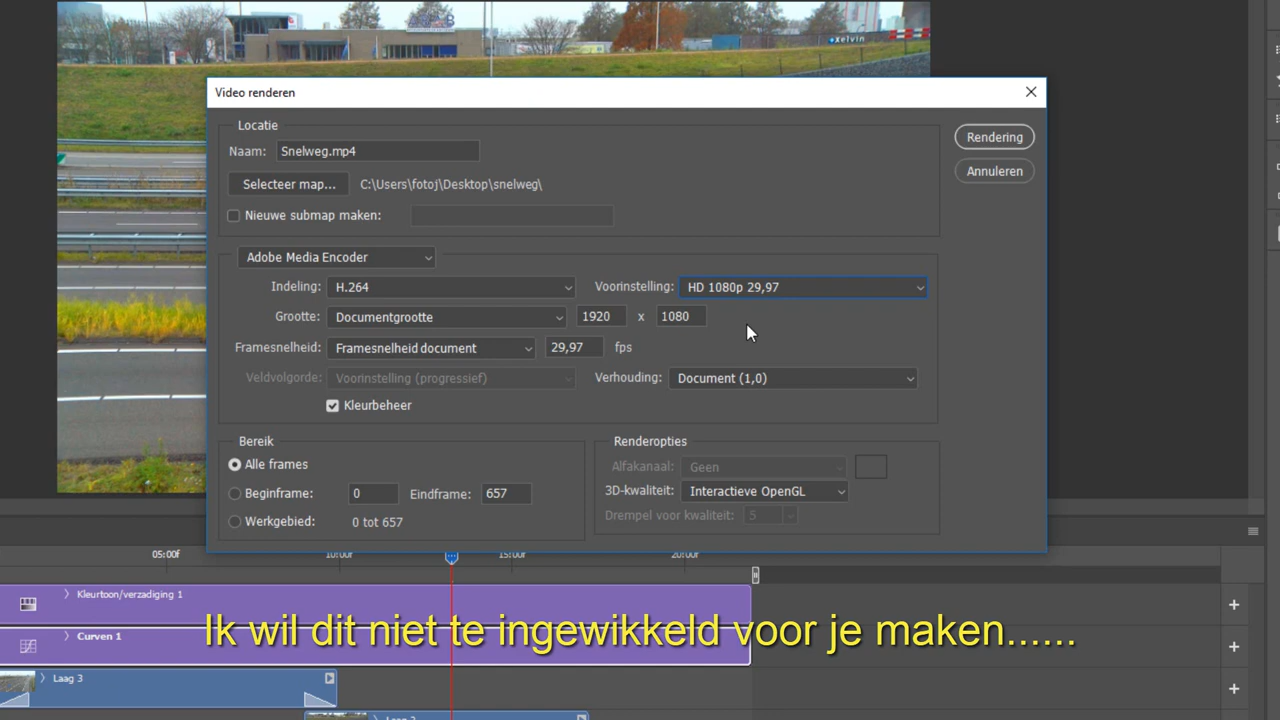 xelvin
Video renderen
Locatie
Naam: Snelweg.mp4
Selecteer map... C:\Users\fotoj\Desktop\snelweg\
Nieuwe submap maken:
Rendering
Annuleren
Adobe Media Encoder
Indeling: H.264 Voorinstelling: HD 1080p 29,97
Grootte: Documentgrootte 1920 x 1080
Framesnelheid: Framesnelheid document 29,97 fps
Veldvolgorde: Voorinstelling (progressief) Verhouding: Document (1,0)
Kleurbeheer
Bereik
Alle frames
Beginframe: 0 Eindframe: 657
Werkgebied: 0 tot 657
Renderopties
Alfakanaal: Geen
3D-kwaliteit: Interactieve OpenGL
Drempel voor kwaliteit: 5
05:00f 10:00f 15:00f 20:00f
Kleurtoon/verzadiging 1
Curven 1
Ik wil dit niet te ingewikkeld voor je maken......
Laag 3